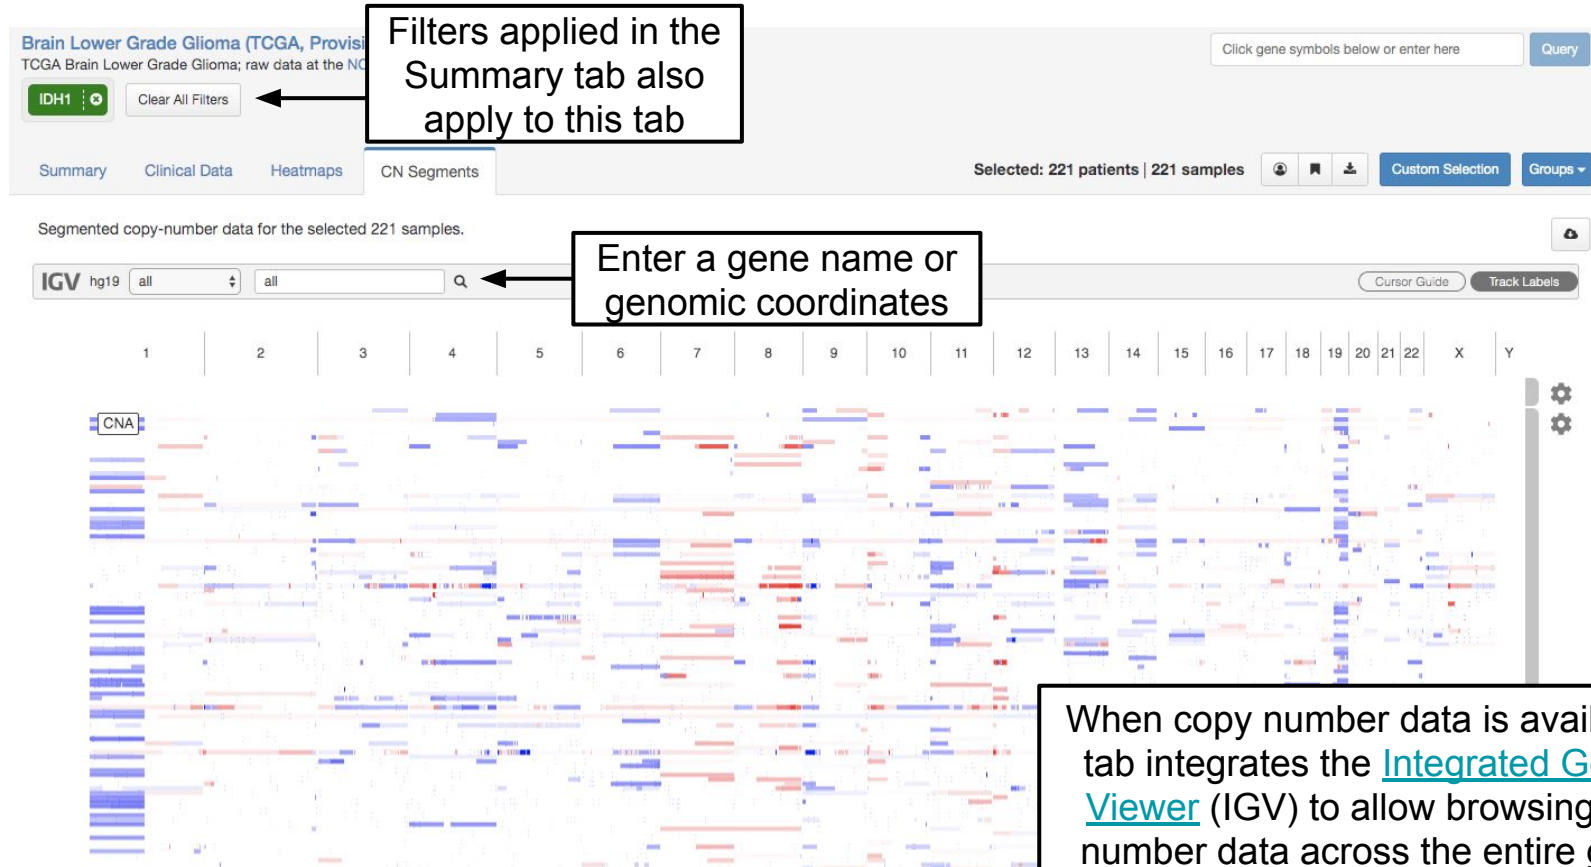 Brain Lower Grade Glioma (TCGA,
TCGA Brain Lower Grade Glioma; raw data at the
Filters applied in the
Summary tab also
apply to this tab
Click gene symbols below or enter here
Query
IDH1
Clear All Filters
Summary Clinical Data Heatmaps CN Segments
Selected: 221 patients | 221 samples
Custom Selection
Groups
Segmented copy-number data for the selected 221 samples.
Enter a gene name or
genomic coordinates
IGV hg19 all all
Cursor Guide
Track Labels
1 2 3 4 5 6 7 8 9 10 11 12 13 14 15 16 17 18 19 20 21 22 X Y
CNA
When copy number data is
tab integrates the Integrated
Viewer (IGV) to allow browsing
number data across the entire